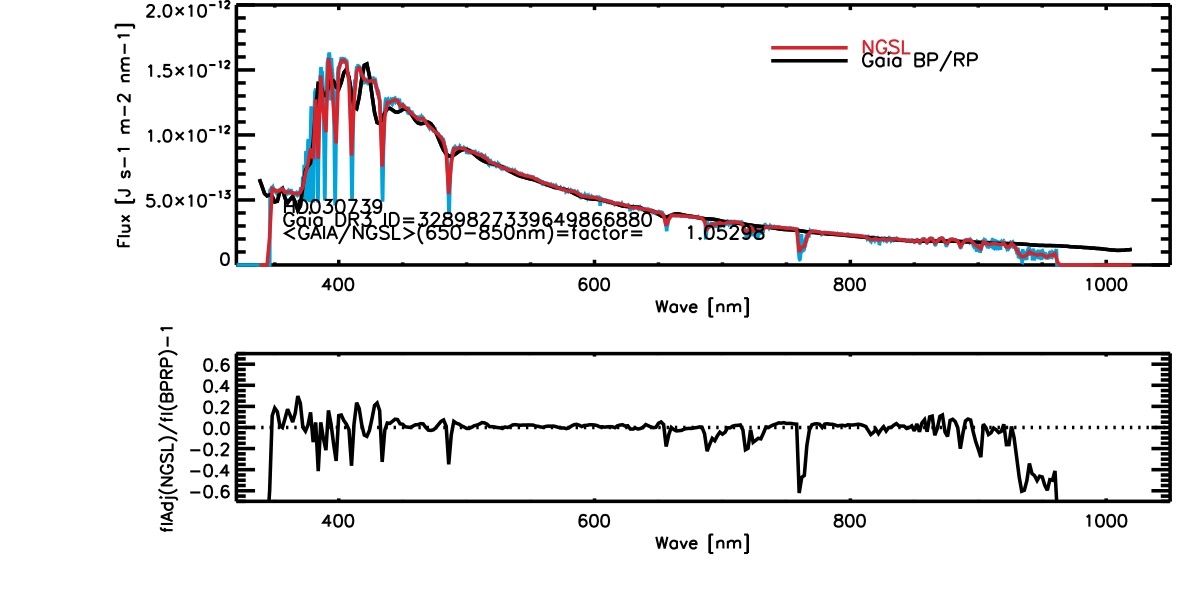 2.0×10⁻¹²
1.5×10⁻¹²
1.0×10⁻¹²
5.0×10⁻¹³
0
Flux [J s−1 m−2 nm−1]
NGSL
Gaia BP/RP
HD030739
Gaia DR3 ID=3289827339649866880
<GAIA/NGSL>(650−850nm)=factor= 1.05298
400 600 800 1000
Wave [nm]
0.6
0.4
0.2
0.0
−0.2
−0.4
−0.6
flAdj(NGSL)/fl(BPRP)−1
400 600 800 1000
Wave [nm]